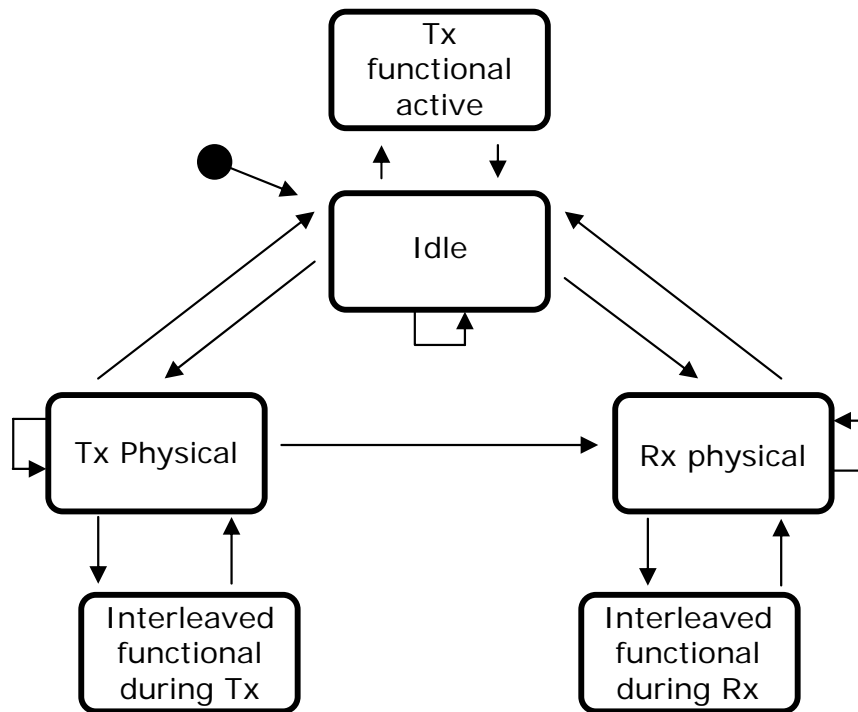 Tx
functional
active
Idle
Tx Physical
Rx physical
Interleaved
functional
during Tx
Interleaved
functional
during Rx